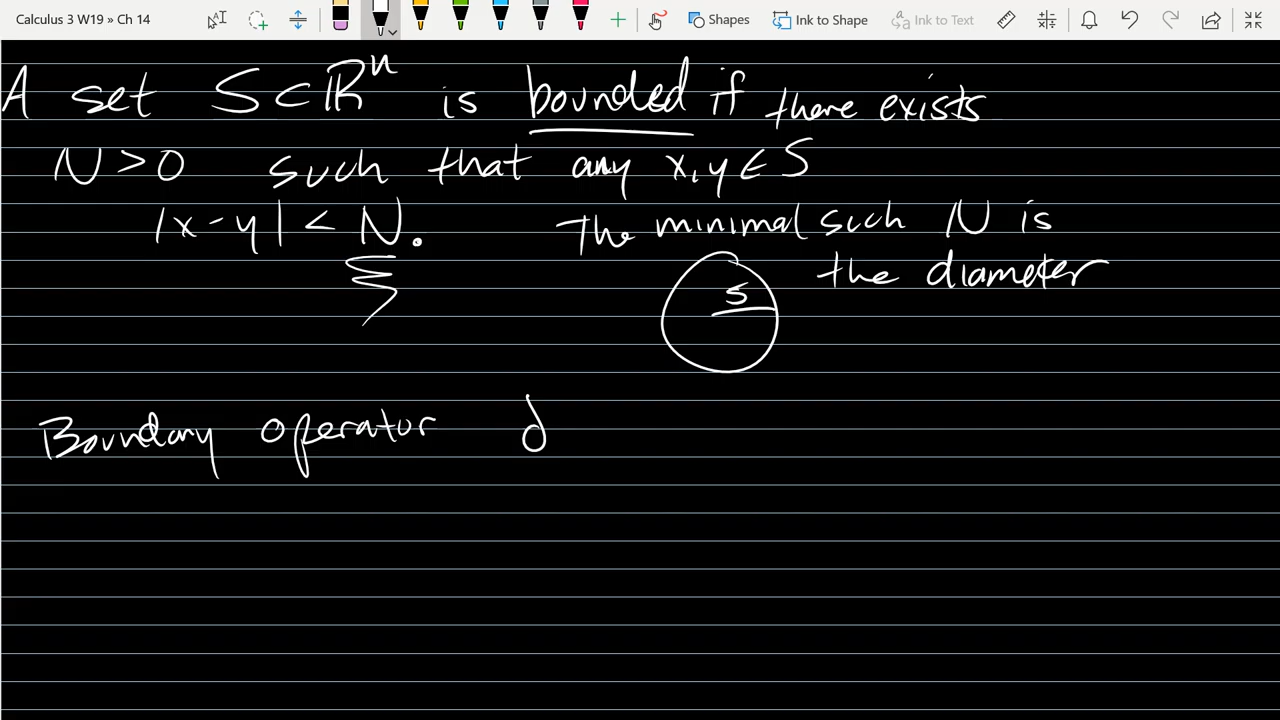 Calculus 3 W19 » Ch 14
Shapes
Ink to Shape
Ink to Text
A set S⊂ℝⁿ is bounded if there exists
N > 0 such that any x, y ∈ S
|x - y| < N.
The minimal such N is
the diameter
5
Boundary operator ∂